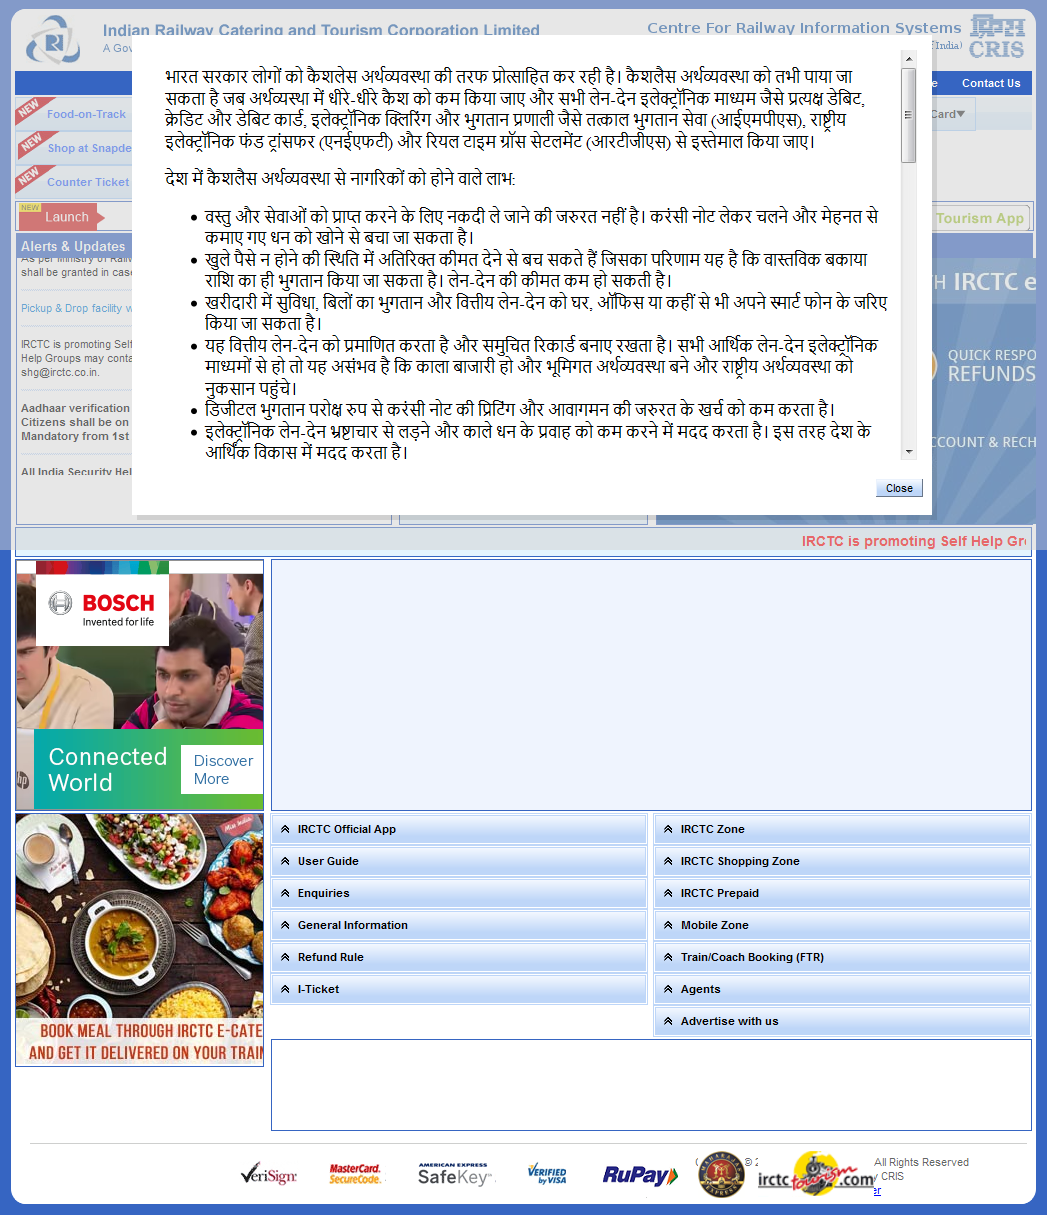 Indian Railway Catering and Tourism Corporation Limited
Centre For Railway Information Systems
A Gov
of India)
CRIS
Contact Us
NEW
Food-on-Track
Card
NEW
Shop at Snapde
NEW
Counter Ticket
NEW
Launch
Tourism App
Alerts & Updates
shall be granted in case
Pickup & Drop facility w
IRCTC is promoting Self
Help Groups may conta
shg@irctc.co.in.
Aadhaar verification
Citizens shall be on
Mandatory from 1st
All India Security Hel
TH IRCTC e
QUICK RESPO
REFUNDS
CCOUNT & RECH
भारत सरकार लोगों को कैशलेस अर्थव्यवस्था की तरफ प्रोत्साहित कर रही है। कैशलैस अर्थव्यवस्था को तभी पाया जा
सकता है जब अर्थव्यस्था में धीरे-धीरे कैश को कम किया जाए और सभी लेन-देन इलेक्ट्रॉनिक माध्यम जैसे प्रत्यक्ष डेबिट,
क्रेडिट और डेबिट कार्ड, इलेक्ट्रॉनिक क्लिरिंग और भुगतान प्रणाली जैसे तत्काल भुगतान सेवा (आईएमपीएस), राष्ट्रीय
इलेक्ट्रॉनिक फंड ट्रांसफर (एनईएफटी) और रियल टाइम ग्रॉस सेटलमेंट (आरटीजीएस) से इस्तेमाल किया जाए।
देश में कैशलैस अर्थव्यवस्था से नागरिकों को होने वाले लाभ:
वस्तु और सेवाओं को प्राप्त करने के लिए नकदी ले जाने की जरुरत नहीं है। करंसी नोट लेकर चलने और मेहनत से
कमाए गए धन को खोने से बचा जा सकता है।
खुले पैसे न होने की स्थिति में अतिरिक्त कीमत देने से बच सकते हैं जिसका परिणाम यह है कि वास्तविक बकाया
राशि का ही भुगतान किया जा सकता है। लेन-देन की कीमत कम हो सकती है।
खरीदारी में सुविधा, बिलों का भुगतान और वित्तीय लेन-देन को घर, ऑफिस या कहीं से भी अपने स्मार्ट फोन के जरिए
किया जा सकता है।
यह वित्तीय लेन-देन को प्रमाणित करता है और समुचित रिकार्ड बनाए रखता है। सभी आर्थिक लेन-देन इलेक्ट्रॉनिक
माध्यमों से हो तो यह असंभव है कि काला बाजारी हो और भूमिगत अर्थव्यवस्था बने और राष्ट्रीय अर्थव्यवस्था को
नुकसान पहुंचे।
डिजीटल भुगतान परोक्ष रुप से करंसी नोट की प्रिटिंग और आवागमन की जरुरत के खर्च को कम करता है।
इलेक्ट्रॉनिक लेन-देन भ्रष्टाचार से लड़ने और काले धन के प्रवाह को कम करने में मदद करता है। इस तरह देश के
आर्थिक विकास में मदद करता है।
Close
IRCTC is promoting Self Help Gr
BOSCH
Invented for life
hp
Connected
World
Discover
More
Miss India
BOOK MEAL THROUGH IRCTC E-CATE
AND GET IT DELIVERED ON YOUR TRAIN
IRCTC Official App
User Guide
Enquiries
General Information
Refund Rule
I-Ticket
IRCTC Zone
IRCTC Shopping Zone
IRCTC Prepaid
Mobile Zone
Train/Coach Booking (FTR)
Agents
Advertise with us
VeriSign
MasterCard.
SecureCode.
AMERICAN EXPRESS
SafeKey
VERIFIED
by VISA
RuPay
MAHARAJAS
EXPRESS
irctc tourism.com
© 2
All Rights Reserved
y CRIS
er